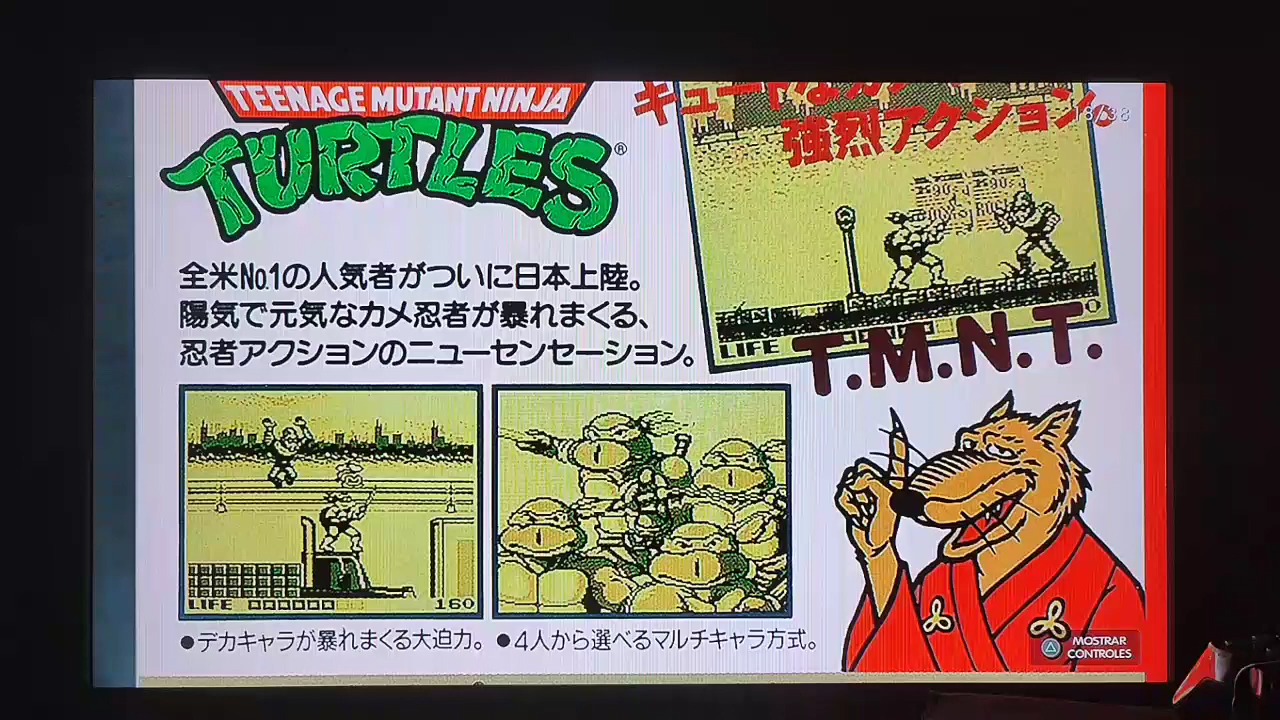 TEENAGE MUTANT NINJA
TURTLES®
強烈アクション。
18/38
全米No.1の人気者がついに日本上陸。
陽気で元気なカメ忍者が暴れまくる、
忍者アクションのニューセンセーション。
LIFE
0
T.M.N.T.
LIFE
160
●デカキャラが暴れまくる大迫力。
●4人から選べるマルチキャラ方式。
MOSTRAR
CONTROLES